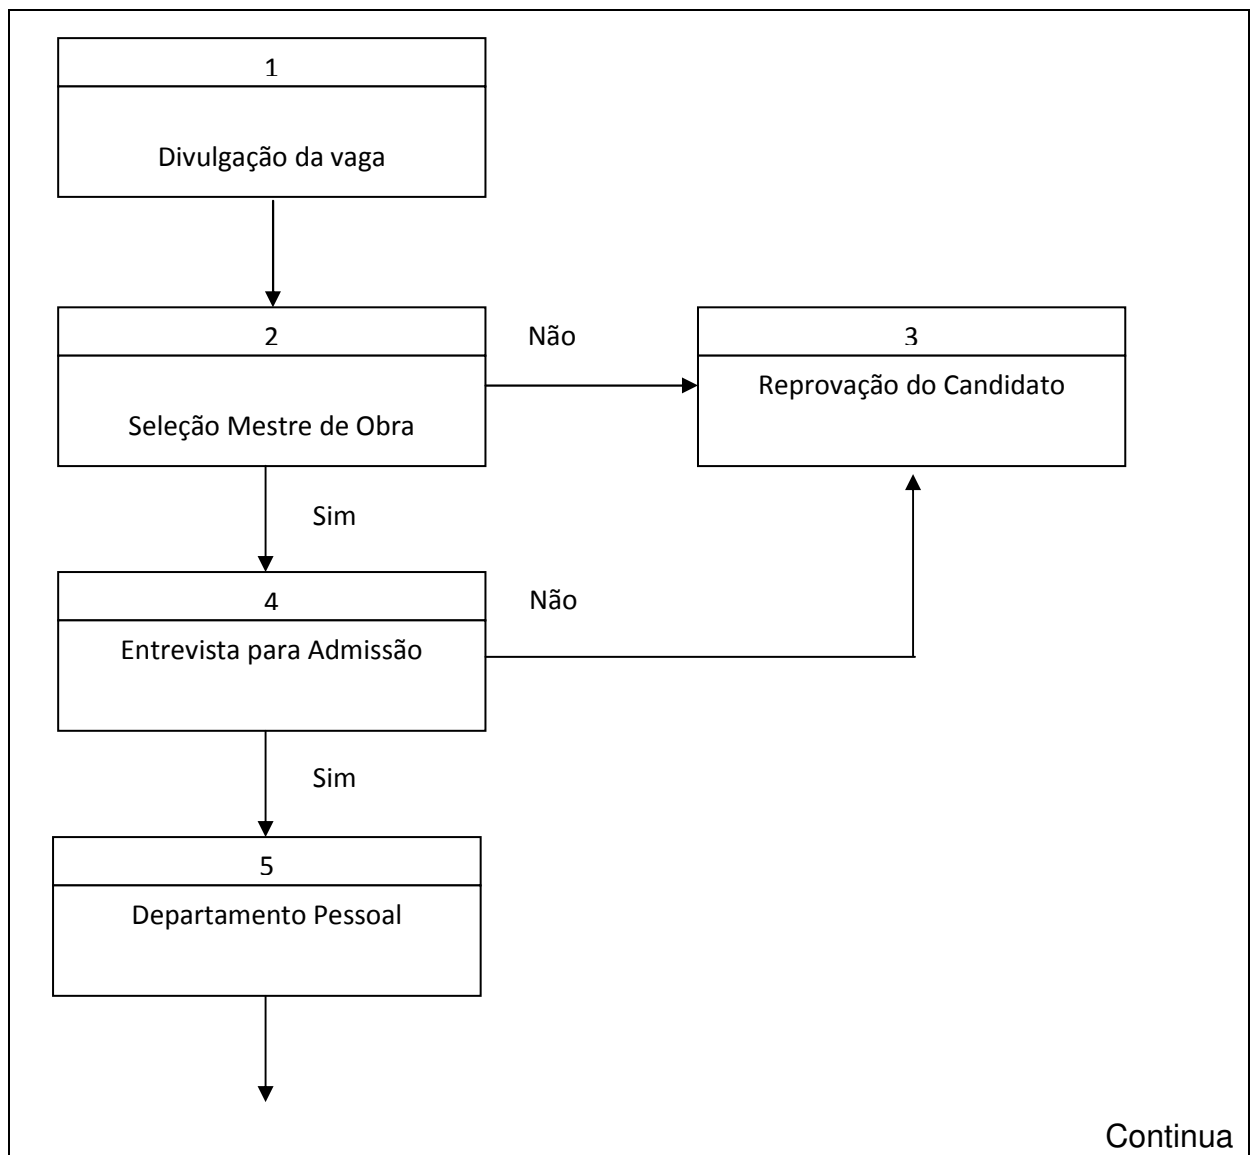 1
Divulgação da vaga
2
Seleção Mestre de Obra
Não
3
Reprovação do Candidato
Sim
4
Entrevista para Admissão
Não
Sim
5
Departamento Pessoal
Continua